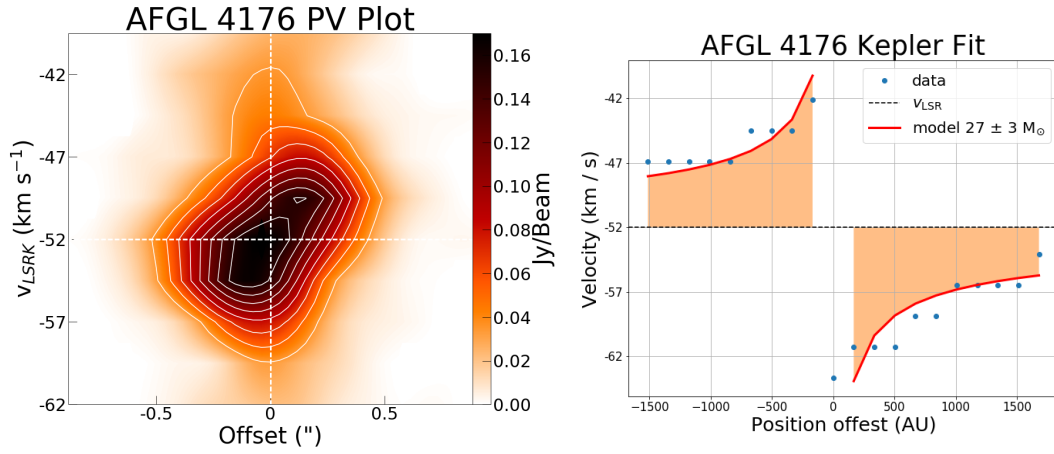 AFGL 4176 PV Plot
v_LSRK (km s⁻¹)
-42
-47
-52
-57
-62
-0.5 0 0.5
Offset (")
0.16
0.14
0.12
0.10
0.08
0.06
0.04
0.02
0.00
Jy/Beam
AFGL 4176 Kepler Fit
data
v_LSR
model 27 ± 3 M_⊙
Velocity (km / s)
-42
-47
-52
-57
-62
−1500 −1000 −500 0 500 1000 1500
Position offest (AU)